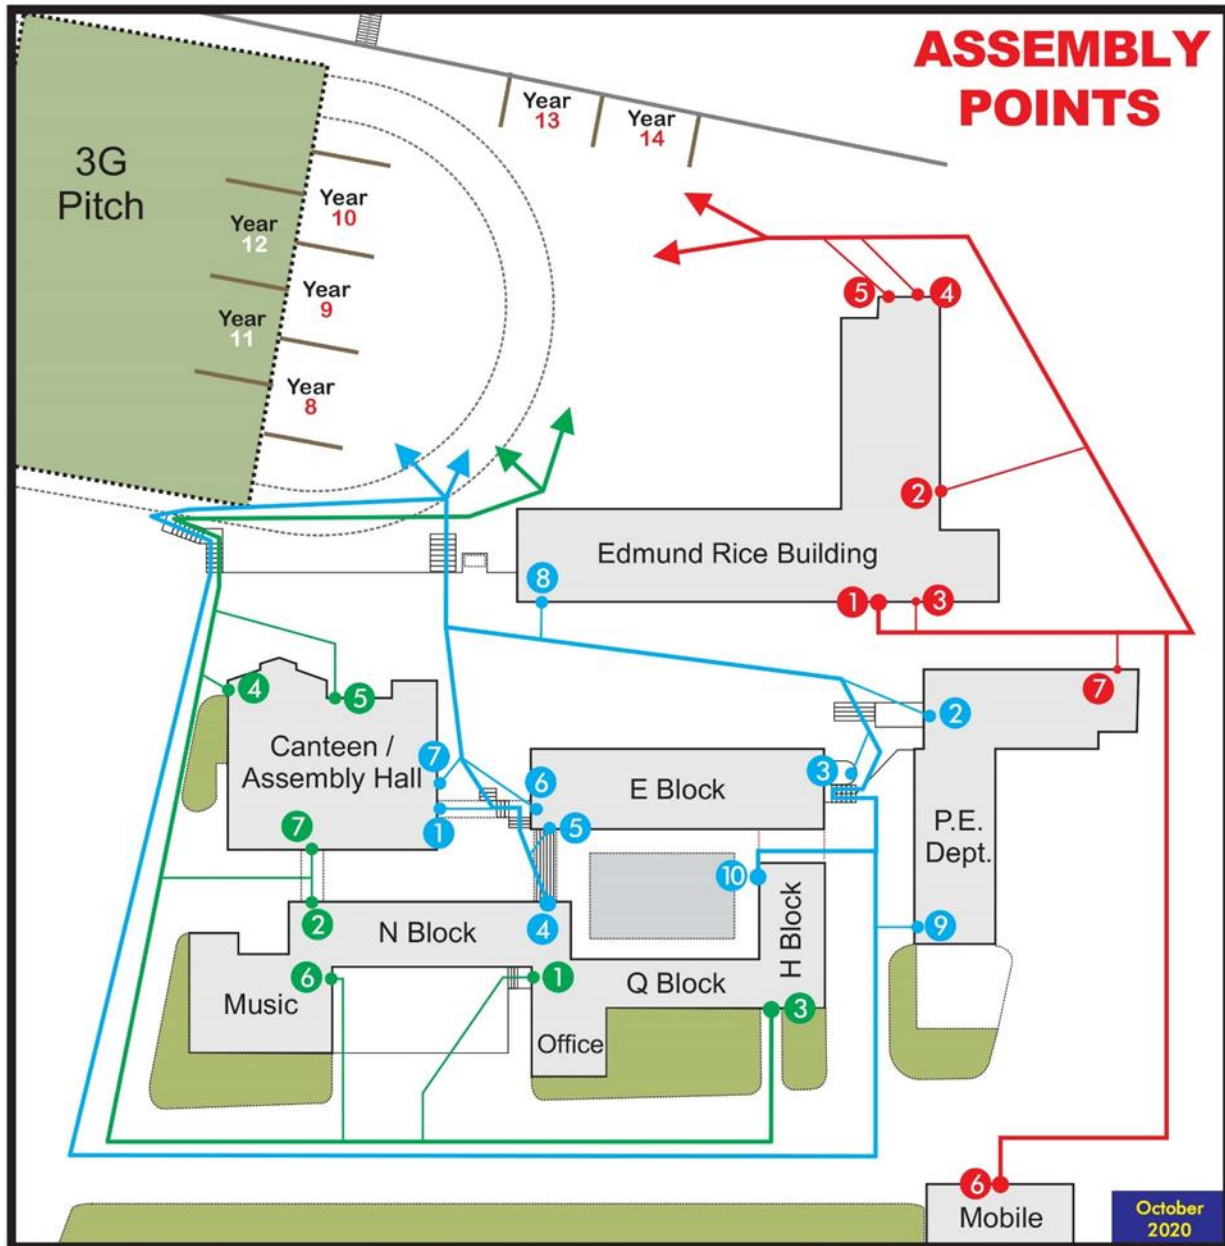 ASSEMBLY
POINTS
Year
13
Year
14
3G
Pitch
Year
10
Year
12
Year
9
Year
11
Year
8
5
4
2
Edmund Rice Building
8
1
3
4
5
7
2
Canteen /
Assembly Hall
7
6
3
E Block
1
5
7
P.E.
Dept.
10
2
N Block
4
H Block
9
6
1
Q Block
Music
3
Office
6
Mobile
October
2020